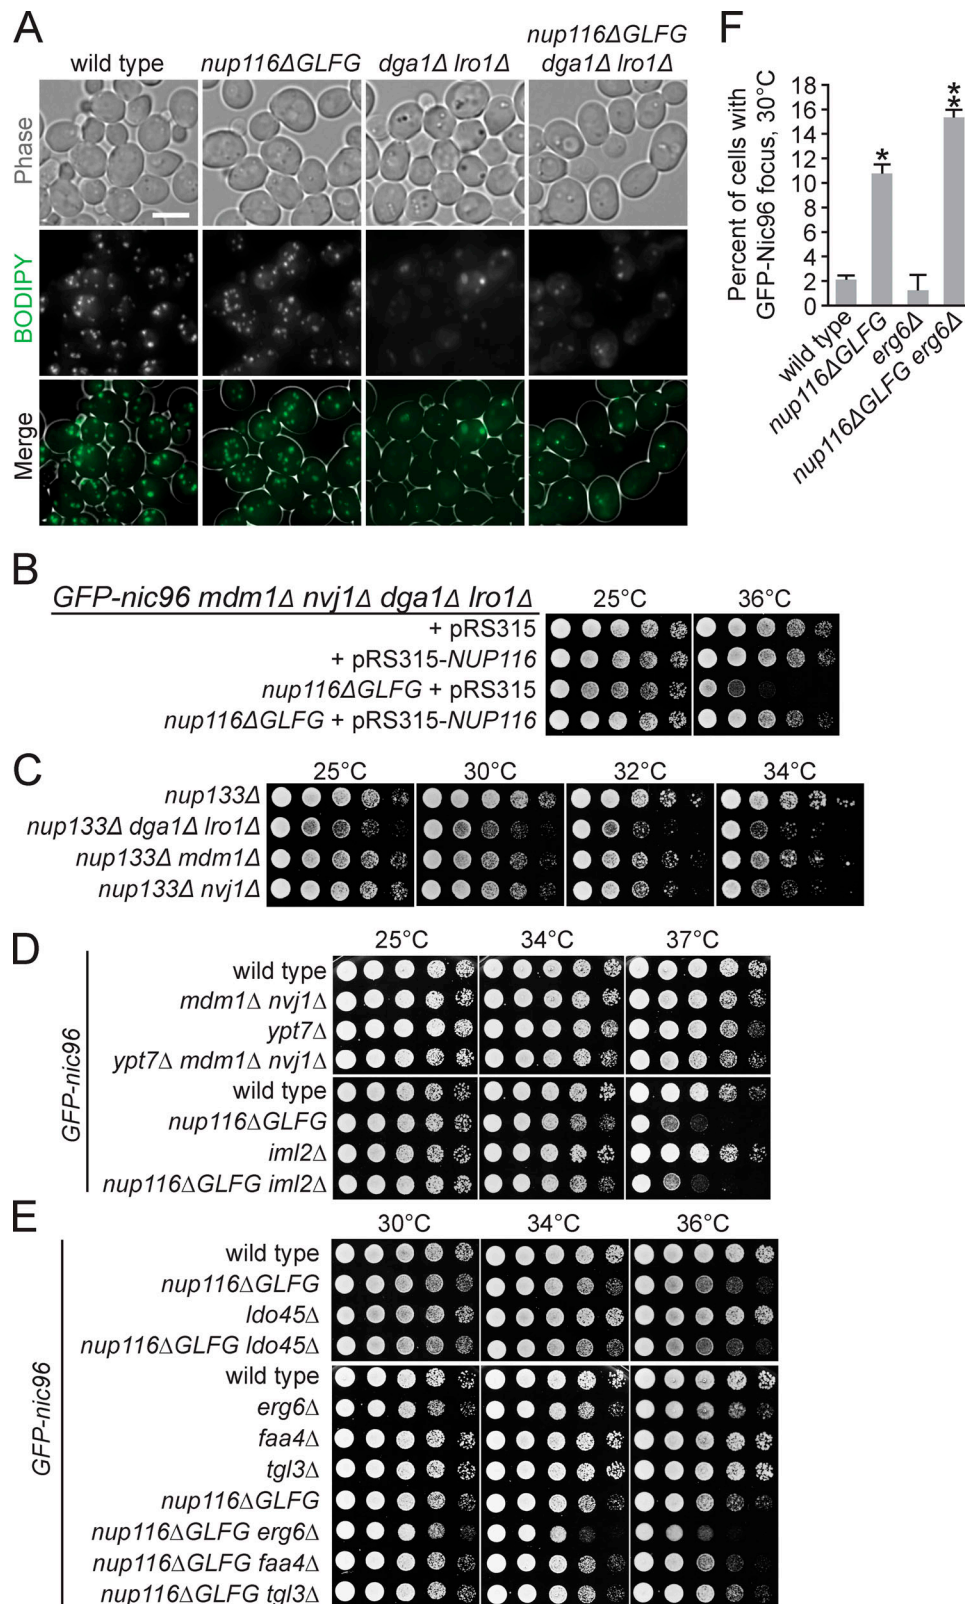 A
wild type
nup116ΔGLFG
dga1Δ lro1Δ
nup116ΔGLFG
dga1Δ lro1Δ
Phase
BODIPY
Merge
F
Percent of cells with
GFP-Nic96 focus, 30°C
18
16
14
12
10
8
6
4
2
0
*
**
wild type
nup116ΔGLFG
erg6Δ
nup116ΔGLFG erg6Δ
B
GFP-nic96 mdm1Δ nvj1Δ dga1Δ lro1Δ
25°C
36°C
+ pRS315
+ pRS315-NUP116
nup116ΔGLFG + pRS315
nup116ΔGLFG + pRS315-NUP116
C
25°C
30°C
32°C
34°C
nup133Δ
nup133Δ dga1Δ lro1Δ
nup133Δ mdm1Δ
nup133Δ nvj1Δ
D
25°C
34°C
37°C
GFP-nic96
wild type
mdm1Δ nvj1Δ
ypt7Δ
ypt7Δ mdm1Δ nvj1Δ
wild type
nup116ΔGLFG
iml2Δ
nup116ΔGLFG iml2Δ
E
30°C
34°C
36°C
GFP-nic96
wild type
nup116ΔGLFG
ldo45Δ
nup116ΔGLFG ldo45Δ
wild type
erg6Δ
faa4Δ
tgl3Δ
nup116ΔGLFG
nup116ΔGLFG erg6Δ
nup116ΔGLFG faa4Δ
nup116ΔGLFG tgl3Δ